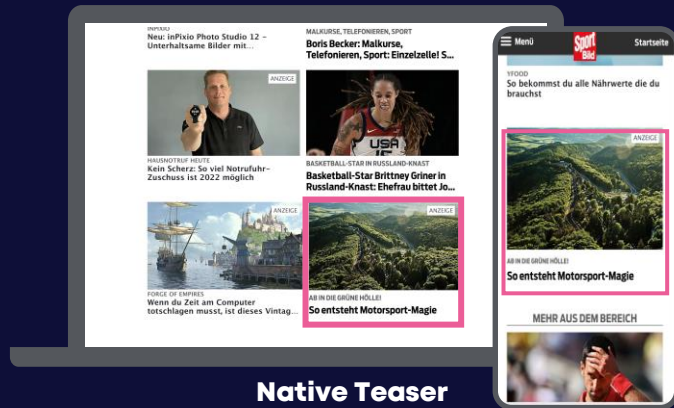 INPIXIO
Neu: inPixio Photo Studio 12 –
Unterhaltsame Bilder mit...
MALKURSE, TELEFONIEREN, SPORT
Boris Becker: Malkurse,
Telefonieren, Sport: Einzelzelle! S...
ANZEIGE
HAUSNOTRUF HEUTE
Kein Scherz: So viel Notrufuhr-
Zuschuss ist 2022 möglich
USA
BASKETBALL-STAR IN RUSSLAND-KNAST
Basketball-Star Brittney Griner in
Russland-Knast: Ehefrau bittet Jo...
ANZEIGE
FORGE OF EMPIRES
Wenn du Zeit am Computer
totschlagen musst, ist dieses Vintag...
ANZEIGE
AB IN DIE GRÜNE HÖLLE!
So entsteht Motorsport-Magie
Menü
Sport
Bild
Startseite
YFOOD
So bekommst du alle Nährwerte die du
brauchst
ANZEIGE
AB IN DIE GRÜNE HÖLLE!
So entsteht Motorsport-Magie
MEHR AUS DEM BEREICH
Native Teaser